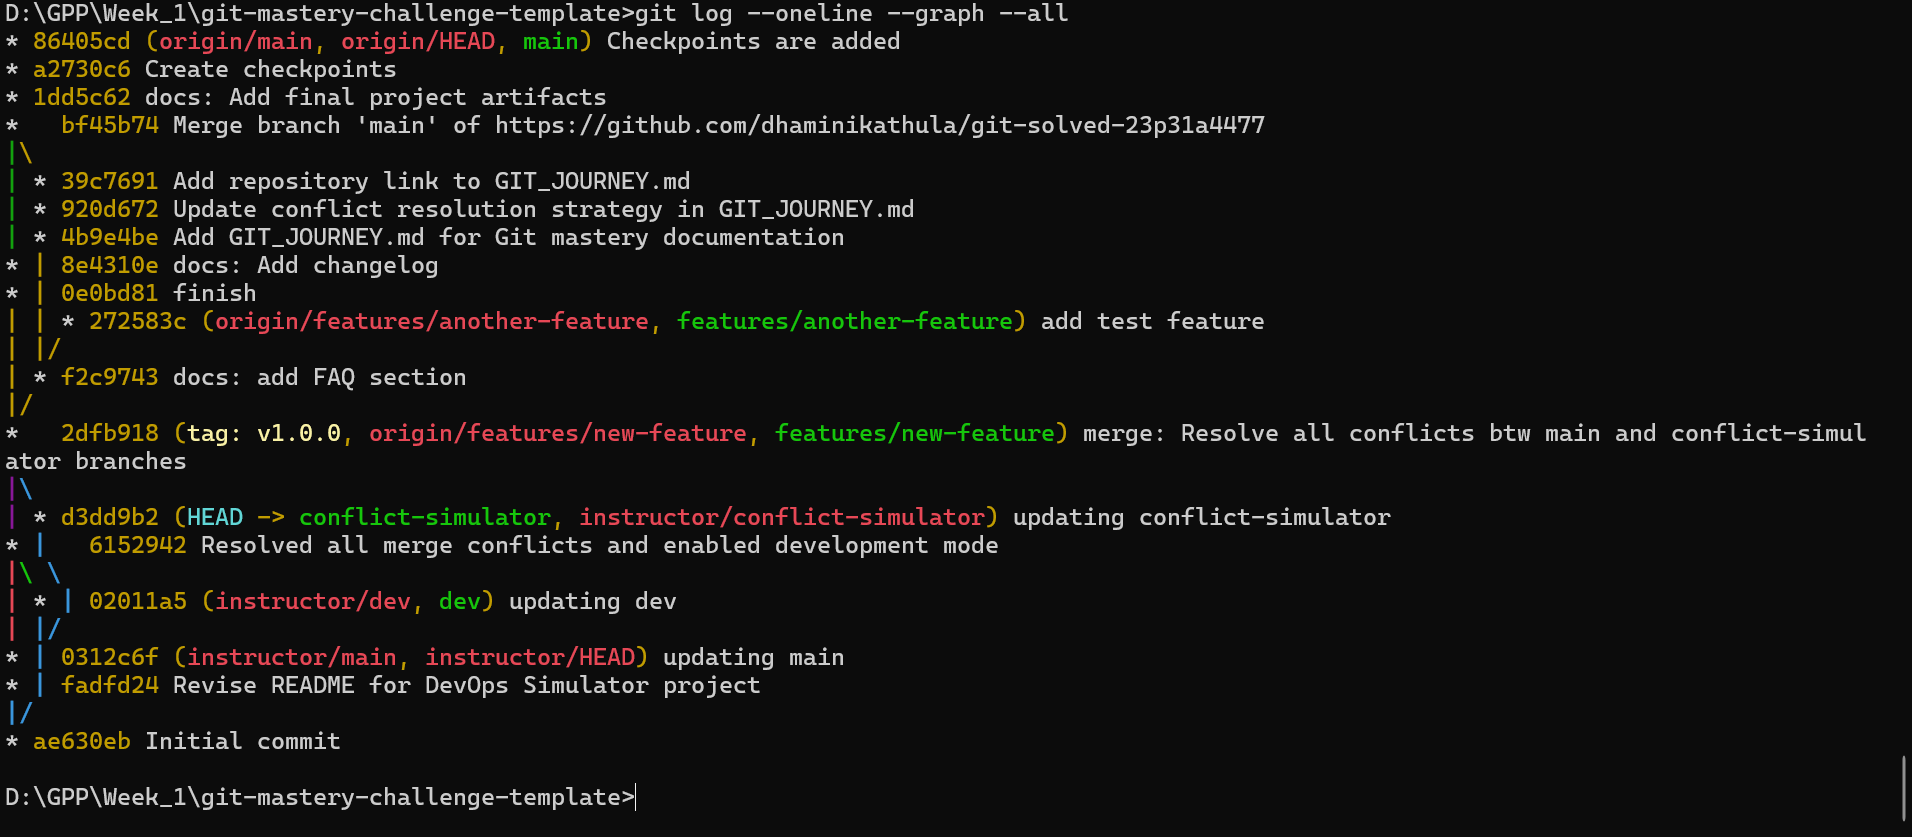 D:\GPP\Week_1\git-mastery-challenge-template>git log --oneline --graph --all
* 86405cd (origin/main, origin/HEAD, main) Checkpoints are added
* a2730c6 Create checkpoints
* 1dd5c62 docs: Add final project artifacts
*   bf45b74 Merge branch 'main' of https://github.com/dhaminikathula/git-solved-23p31a4477
|\
| * 39c7691 Add repository link to GIT_JOURNEY.md
| * 920d672 Update conflict resolution strategy in GIT_JOURNEY.md
| * 4b9e4be Add GIT_JOURNEY.md for Git mastery documentation
* | 8e4310e docs: Add changelog
* | 0e0bd81 finish
| | * 272583c (origin/features/another-feature, features/another-feature) add test feature
| |/
| * f2c9743 docs: add FAQ section
|/
*   2dfb918 (tag: v1.0.0, origin/features/new-feature, features/new-feature) merge: Resolve all conflicts btw main and conflict-simul
ator branches
|\
| * d3dd9b2 (HEAD -> conflict-simulator, instructor/conflict-simulator) updating conflict-simulator
* |   6152942 Resolved all merge conflicts and enabled development mode
|\ \
| * | 02011a5 (instructor/dev, dev) updating dev
| |/
* | 0312c6f (instructor/main, instructor/HEAD) updating main
* | fadfd24 Revise README for DevOps Simulator project
|/
* ae630eb Initial commit
D:\GPP\Week_1\git-mastery-challenge-template>